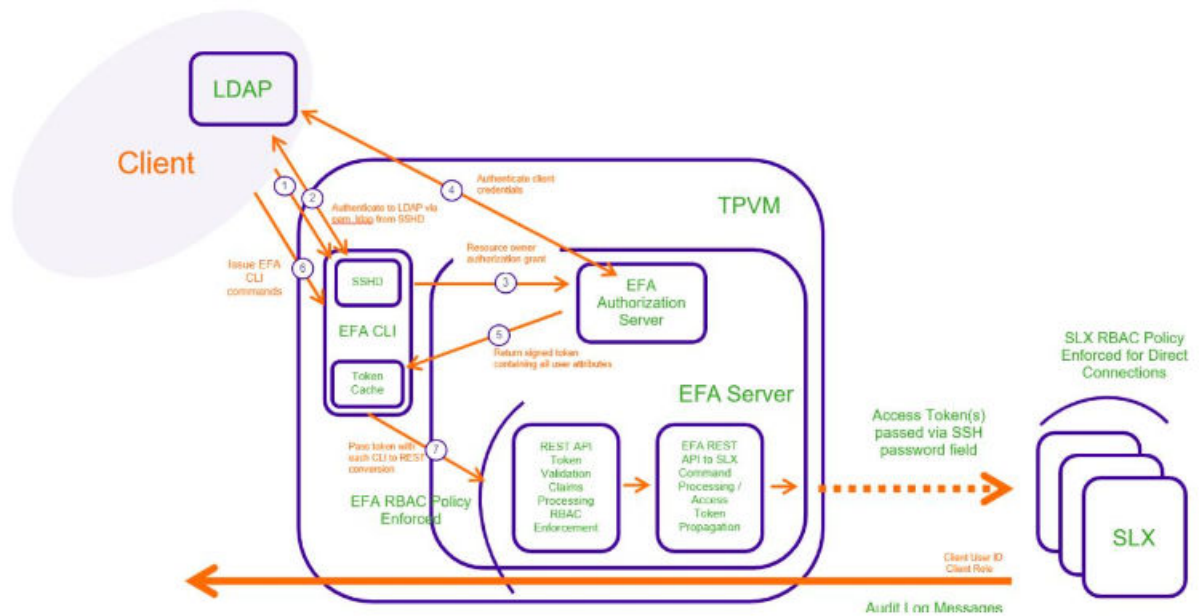 LDAP
Client
1
2
4
Authenticate client
credentials
TPVM
Authenticate to LDAP via
pam_ldap from SSHD
Issue EFA
CLI
commands
6
SSHD
Resource owner
authorization grant
3
EFA
Authorization
Server
EFA CLI
5
Return signed token
containing all user attributes
Token
Cache
EFA Server
SLX RBAC Policy
Enforced for Direct
Connections
Access Token(s)
passed via SSH
password field
Pass token with
each CLI to REST
conversion
7
EFA RBAC Policy
Enforced
REST API
Token
Validation
Claims
Processing
RBAC
Enforcement
EFA REST
API to SLX
Command
Processing /
Access
Token
Propagation
SLX
Client User ID
Client Role
Audit Log Messages